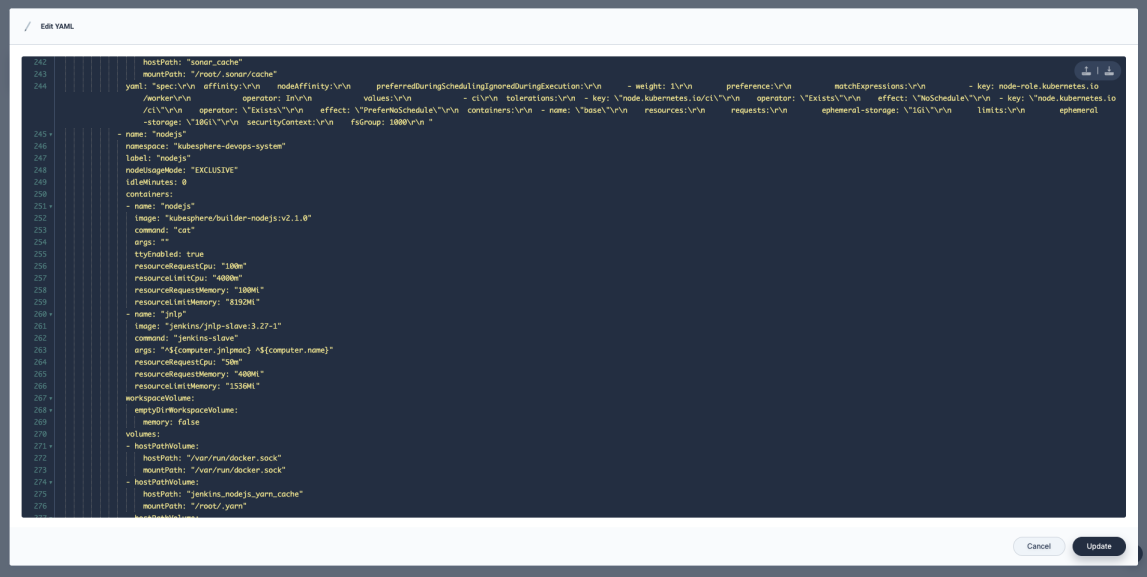 Edit YAML
242 hostPath: "sonar_cache"
243 mountPath: "/root/.sonar/cache"
244 yaml: "spec:\r\n  affinity:\r\n    nodeAffinity:\r\n      preferredDuringSchedulingIgnoredDuringExecution:\r\n      - weight: 1\r\n        preference:\r\n          matchExpressions:\r\n          - key: node-role.kubernetes.io
/worker\r\n            operator: In\r\n            values:\r\n            - ci\r\n  tolerations:\r\n  - key: \"node.kubernetes.io/ci\"\r\n    operator: \"Exists\"\r\n    effect: \"NoSchedule\"\r\n  - key: \"node.kubernetes.io
/ci\"\r\n    operator: \"Exists\"\r\n    effect: \"PreferNoSchedule\"\r\n  containers:\r\n  - name: \"base\"\r\n    resources:\r\n      requests:\r\n        ephemeral-storage: \"1Gi\"\r\n      limits:\r\n        ephemeral
-storage: \"10Gi\"\r\n  securityContext:\r\n    fsGroup: 1000\r\n "
245 - name: "nodejs"
246 namespace: "kubesphere-devops-system"
247 label: "nodejs"
248 nodeUsageMode: "EXCLUSIVE"
249 idleMinutes: 0
250 containers:
251 - name: "nodejs"
252 image: "kubesphere/builder-nodejs:v2.1.0"
253 command: "cat"
254 args: ""
255 ttyEnabled: true
256 resourceRequestCpu: "100m"
257 resourceLimitCpu: "4000m"
258 resourceRequestMemory: "100Mi"
259 resourceLimitMemory: "8192Mi"
260 - name: "jnlp"
261 image: "jenkins/jnlp-slave:3.27-1"
262 command: "jenkins-slave"
263 args: "^${computer.jnlpmac} ^${computer.name}"
264 resourceRequestCpu: "50m"
265 resourceRequestMemory: "400Mi"
266 resourceLimitMemory: "1536Mi"
267 workspaceVolume:
268 emptyDirWorkspaceVolume:
269 memory: false
270 volumes:
271 - hostPathVolume:
272 hostPath: "/var/run/docker.sock"
273 mountPath: "/var/run/docker.sock"
274 - hostPathVolume:
275 hostPath: "jenkins_nodejs_yarn_cache"
276 mountPath: "/root/.yarn"
277 - hostPathVolume:
Cancel
Update